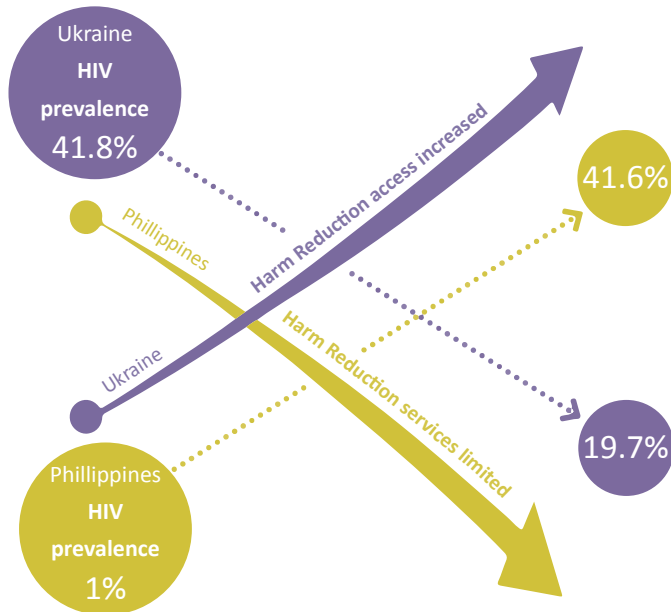 Ukraine
HIV
prevalence
41.8%
Harm Reduction access increased
41.6%
Phillippines
Harm Reduction services limited
Ukraine
19.7%
Phillippines
HIV
prevalence
1%